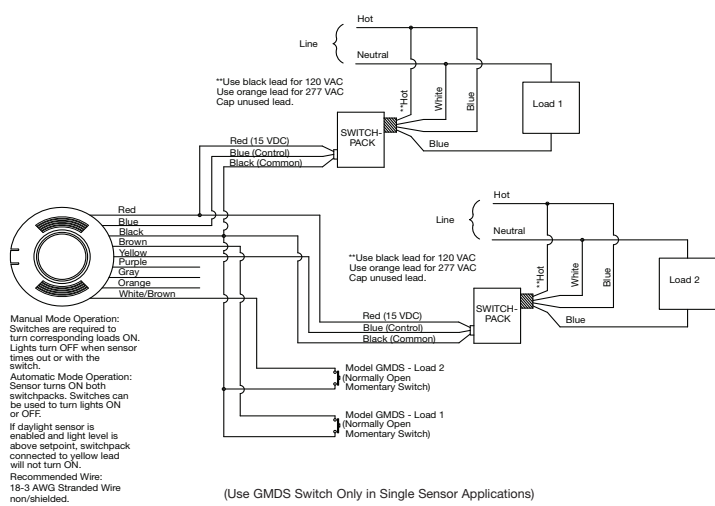 Hot
Line
Neutral
**Use black lead for 120 VAC
Use orange lead for 277 VAC
Cap unused lead.
**Hot
White
Blue
Load 1
SWITCH-
PACK
Red (15 VDC)
Blue (Control)
Black (Common)
Blue
Hot
Line
Neutral
**Use black lead for 120 VAC
Use orange lead for 277 VAC
Cap unused lead.
**Hot
White
Blue
Load 2
SWITCH-
PACK
Red (15 VDC)
Blue (Control)
Black (Common)
Blue
Red
Blue
Black
Brown
Yellow
Purple
Gray
Orange
White/Brown
Model GMDS - Load 2
(Normally Open
Momentary Switch)
Model GMDS - Load 1
(Normally Open
Momentary Switch)
Manual Mode Operation:
Switches are required to
turn corresponding loads ON.
Lights turn OFF when sensor
times out or with the
switch.
Automatic Mode Operation:
Sensor turns ON both
switchpacks. Switches can
be used to turn lights ON
or OFF.
If daylight sensor is
enabled and light level is
above setpoint, switchpack
connected to yellow lead
will not turn ON.
Recommended Wire:
18-3 AWG Stranded Wire
non/shielded.
(Use GMDS Switch Only in Single Sensor Applications)